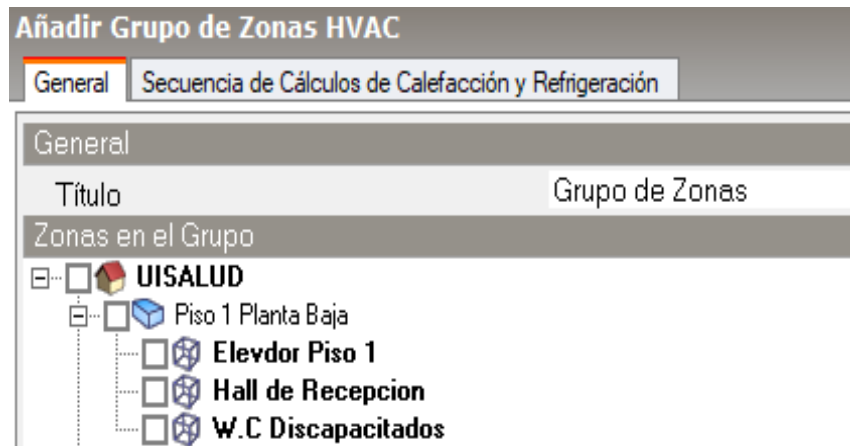 Añadir Grupo de Zonas HVAC
General Secuencia de Cálculos de Calefacción y Refrigeración
General
Título Grupo de Zonas
Zonas en el Grupo
UISALUD
Piso 1 Planta Baja
Elevdor Piso 1
Hall de Recepcion
W.C Discapacitados